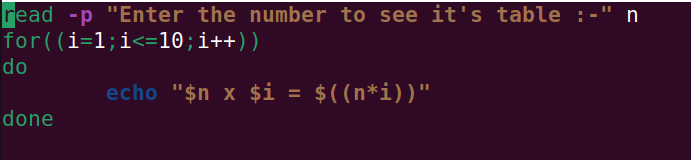 read -p "Enter the number to see it's table :-" n
for((i=1;i<=10;i++))
do
        echo "$n x $i = $((n*i))"
done